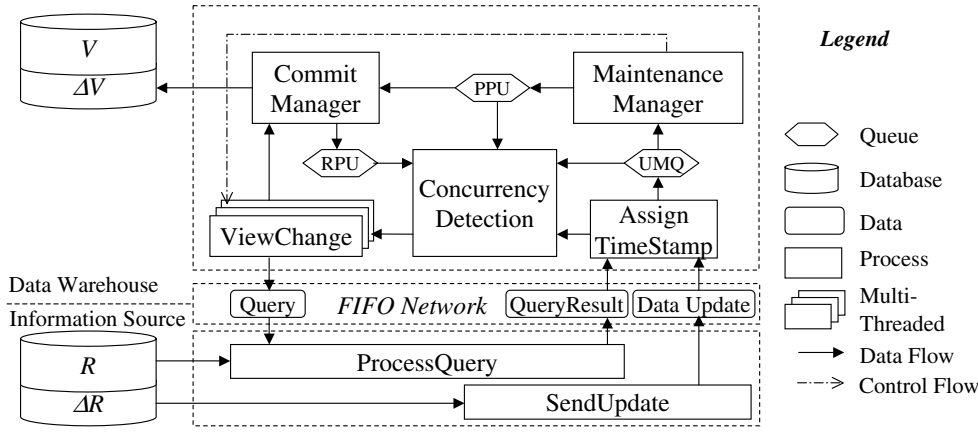 V
ΔV
Commit
Manager
PPU
Maintenance
Manager
RPU
UMQ
Concurrency
Detection
ViewChange
Assign
TimeStamp
Data Warehouse
Information Source
Query
FIFO Network
QueryResult
Data Update
R
ΔR
ProcessQuery
SendUpdate
Legend
Queue
Database
Data
Process
Multi-
Threaded
Data Flow
Control Flow